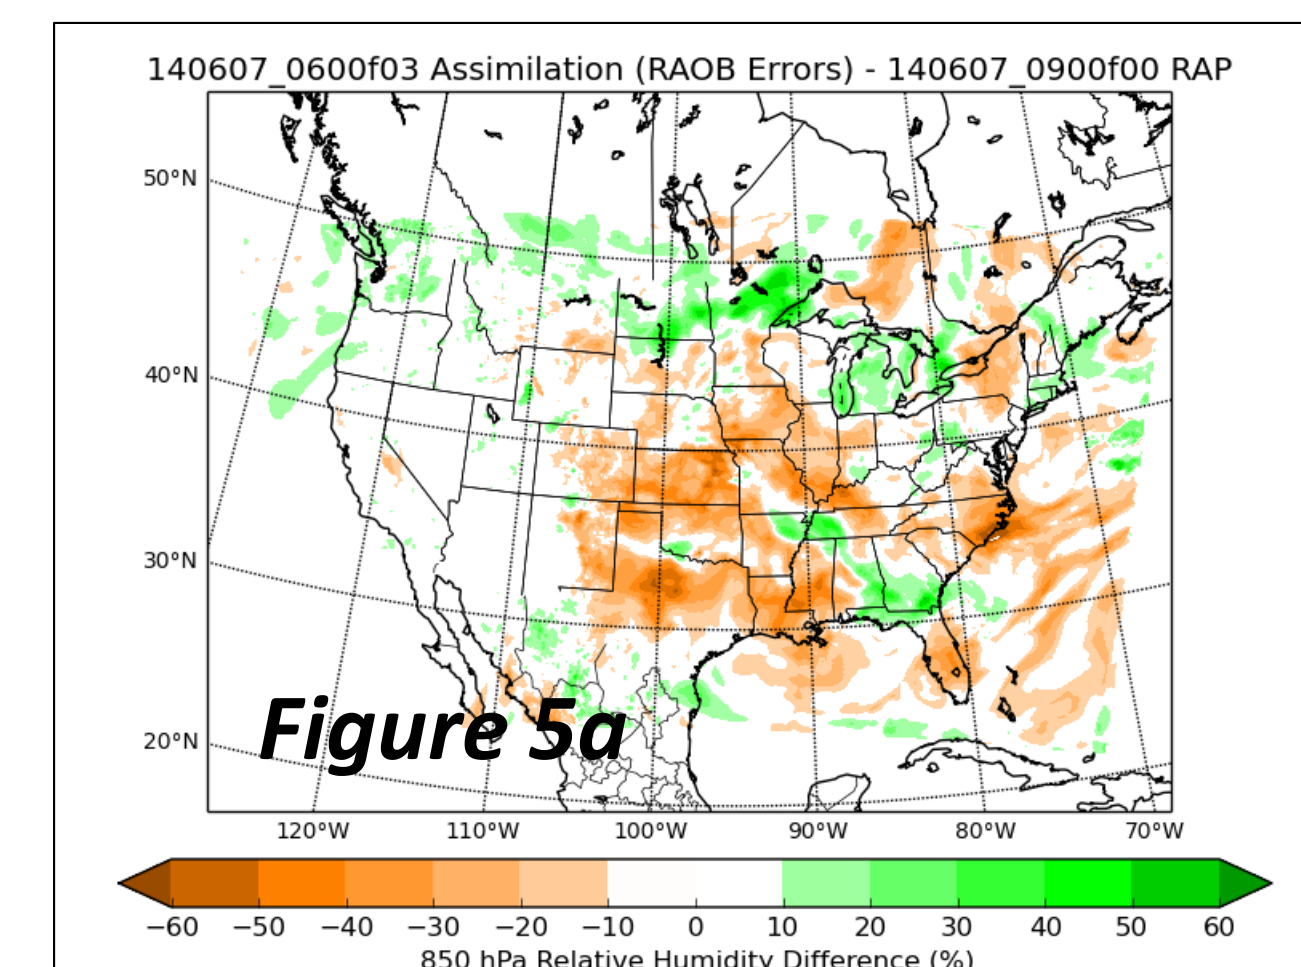 140607_0600f03 Assimilation (RAOB Errors) - 140607_0900f00 RAP
50°N
40°N
30°N
20°N
Figure 5a
120°W 110°W 100°W 90°W 80°W 70°W
−60 −50 −40 −30 −20 −10 0 10 20 30 40 50 60
850 hPa Relative Humidity Difference (%)